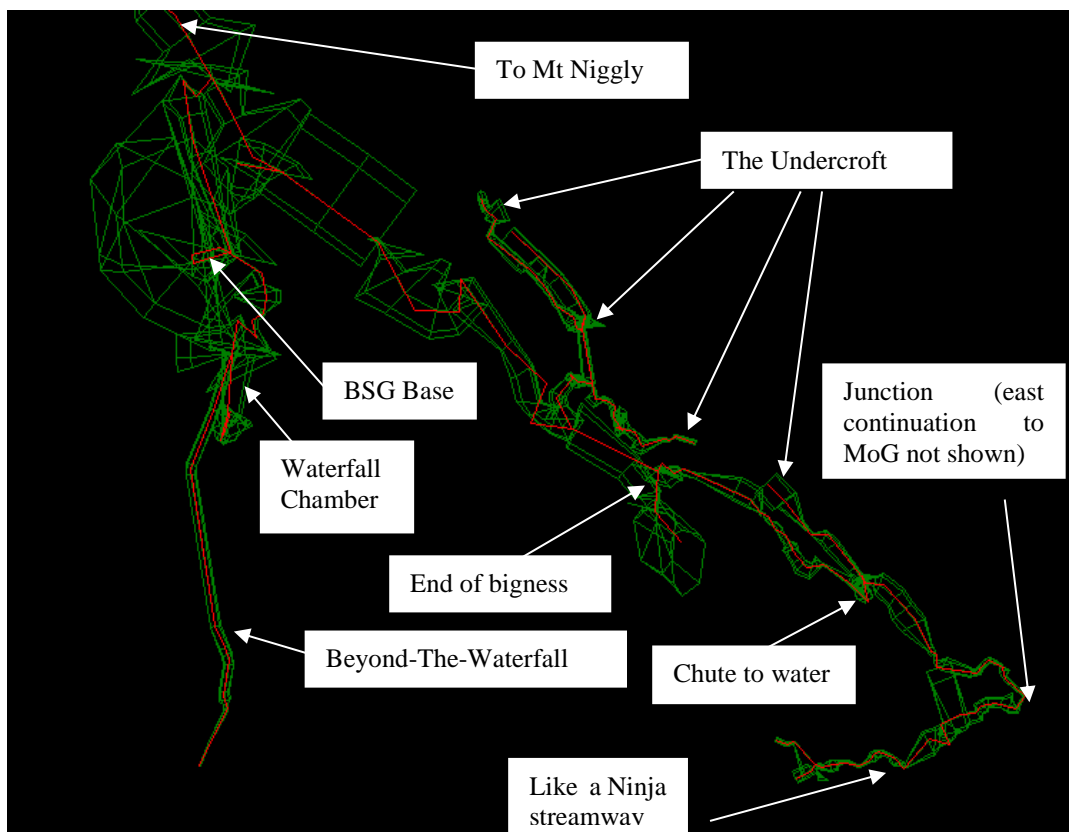 To Mt Niggly
The Undercroft
BSG Base
Junction (east
continuation to
MoG not shown)
Waterfall
Chamber
End of bigness
Beyond-The-Waterfall
Chute to water
Like a Ninja
streamway